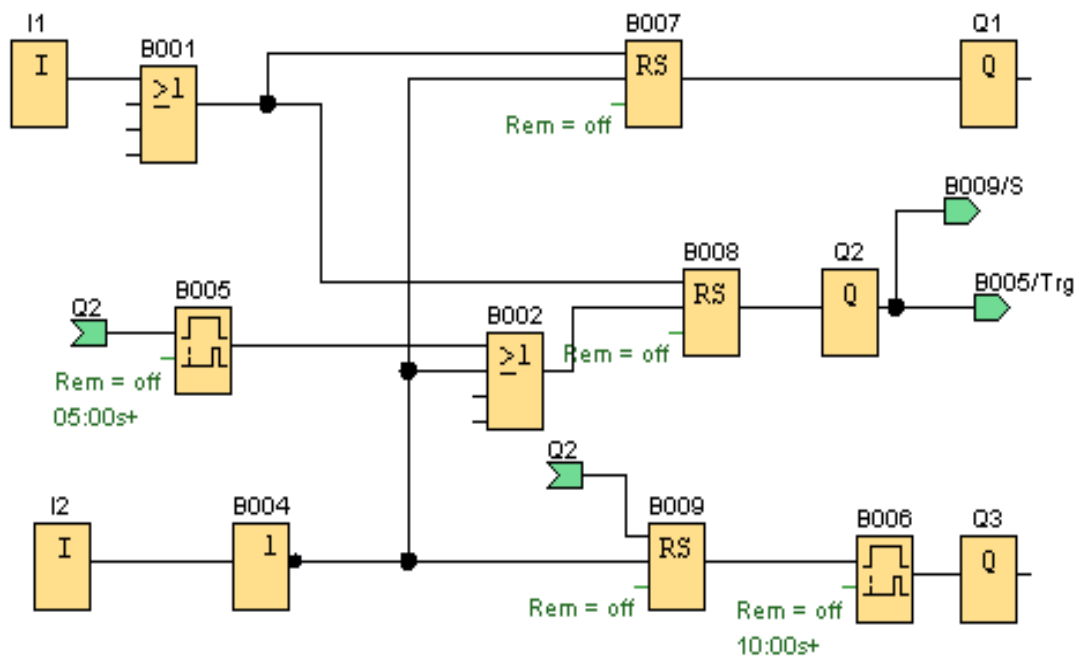 I1
I
B001
>1
B007
RS
Rem = off
Q1
Q
B009/S
B008
RS
Rem = off
Q2
Q
B005/Trg
Q2
B005
Rem = off
05:00s+
B002
>1
Q2
I2
I
B004
1
B009
RS
Rem = off
B006
Rem = off
10:00s+
Q3
Q